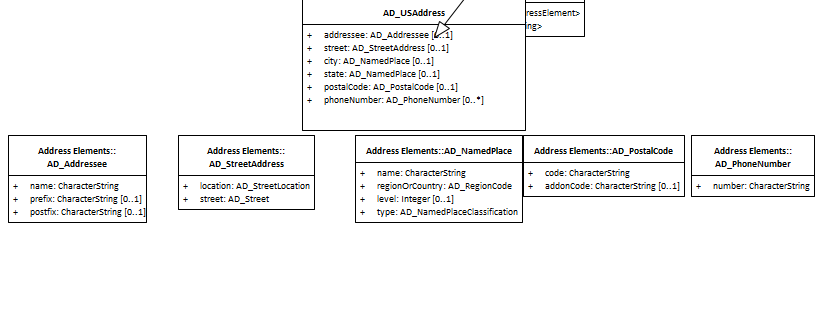 AD_USAddress
+ addressee: AD_Addressee [0..1]
+ street: AD_StreetAddress [0..1]
+ city: AD_NamedPlace [0..1]
+ state: AD_NamedPlace [0..1]
+ postalCode: AD_PostalCode [0..1]
+ phoneNumber: AD_PhoneNumber [0..*]
ressElement>
ng>
Address Elements::
AD_Addressee
+ name: CharacterString
+ prefix: CharacterString [0..1]
+ postfix: CharacterString [0..1]
Address Elements::
AD_StreetAddress
+ location: AD_StreetLocation
+ street: AD_Street
Address Elements::AD_NamedPlace
+ name: CharacterString
+ regionOrCountry: AD_RegionCode
+ level: Integer [0..1]
+ type: AD_NamedPlaceClassification
Address Elements::AD_PostalCode
+ code: CharacterString
+ addonCode: CharacterString [0..1]
Address Elements::
AD_PhoneNumber
+ number: CharacterString